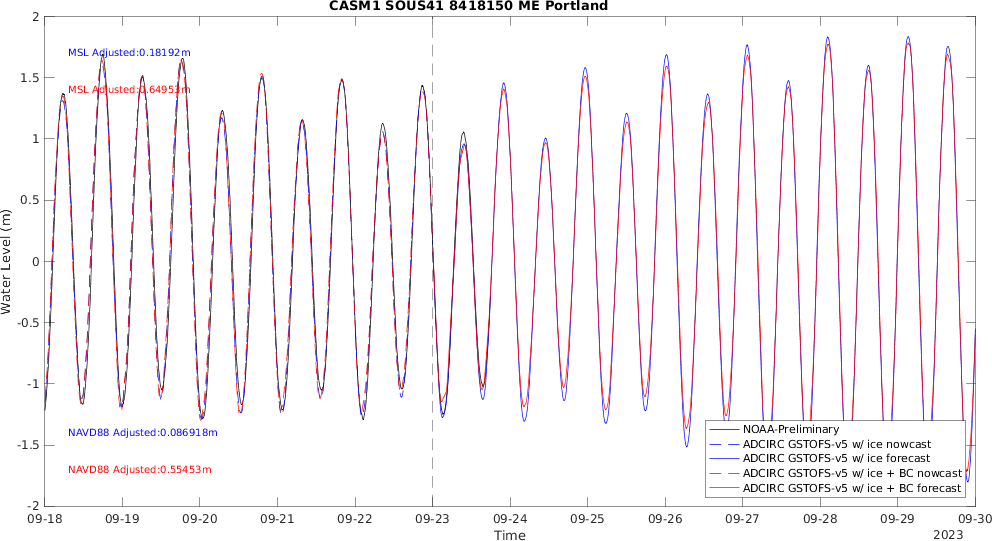 CASM1 SOUS41 8418150 ME Portland
2
1.5
1
0.5
0
-0.5
-1
-1.5
-2
Water Level (m)
MSL Adjusted:0.18192m
MSL Adjusted:0.64953m
NAVD88 Adjusted:0.086918m
NAVD88 Adjusted:0.55453m
NOAA-Preliminary
ADCIRC GSTOFS-v5 w/ ice nowcast
ADCIRC GSTOFS-v5 w/ ice forecast
ADCIRC GSTOFS-v5 w/ ice + BC nowcast
ADCIRC GSTOFS-v5 w/ ice + BC forecast
09-18 09-19 09-20 09-21 09-22 09-23 09-24 09-25 09-26 09-27 09-28 09-29 09-30
Time
2023